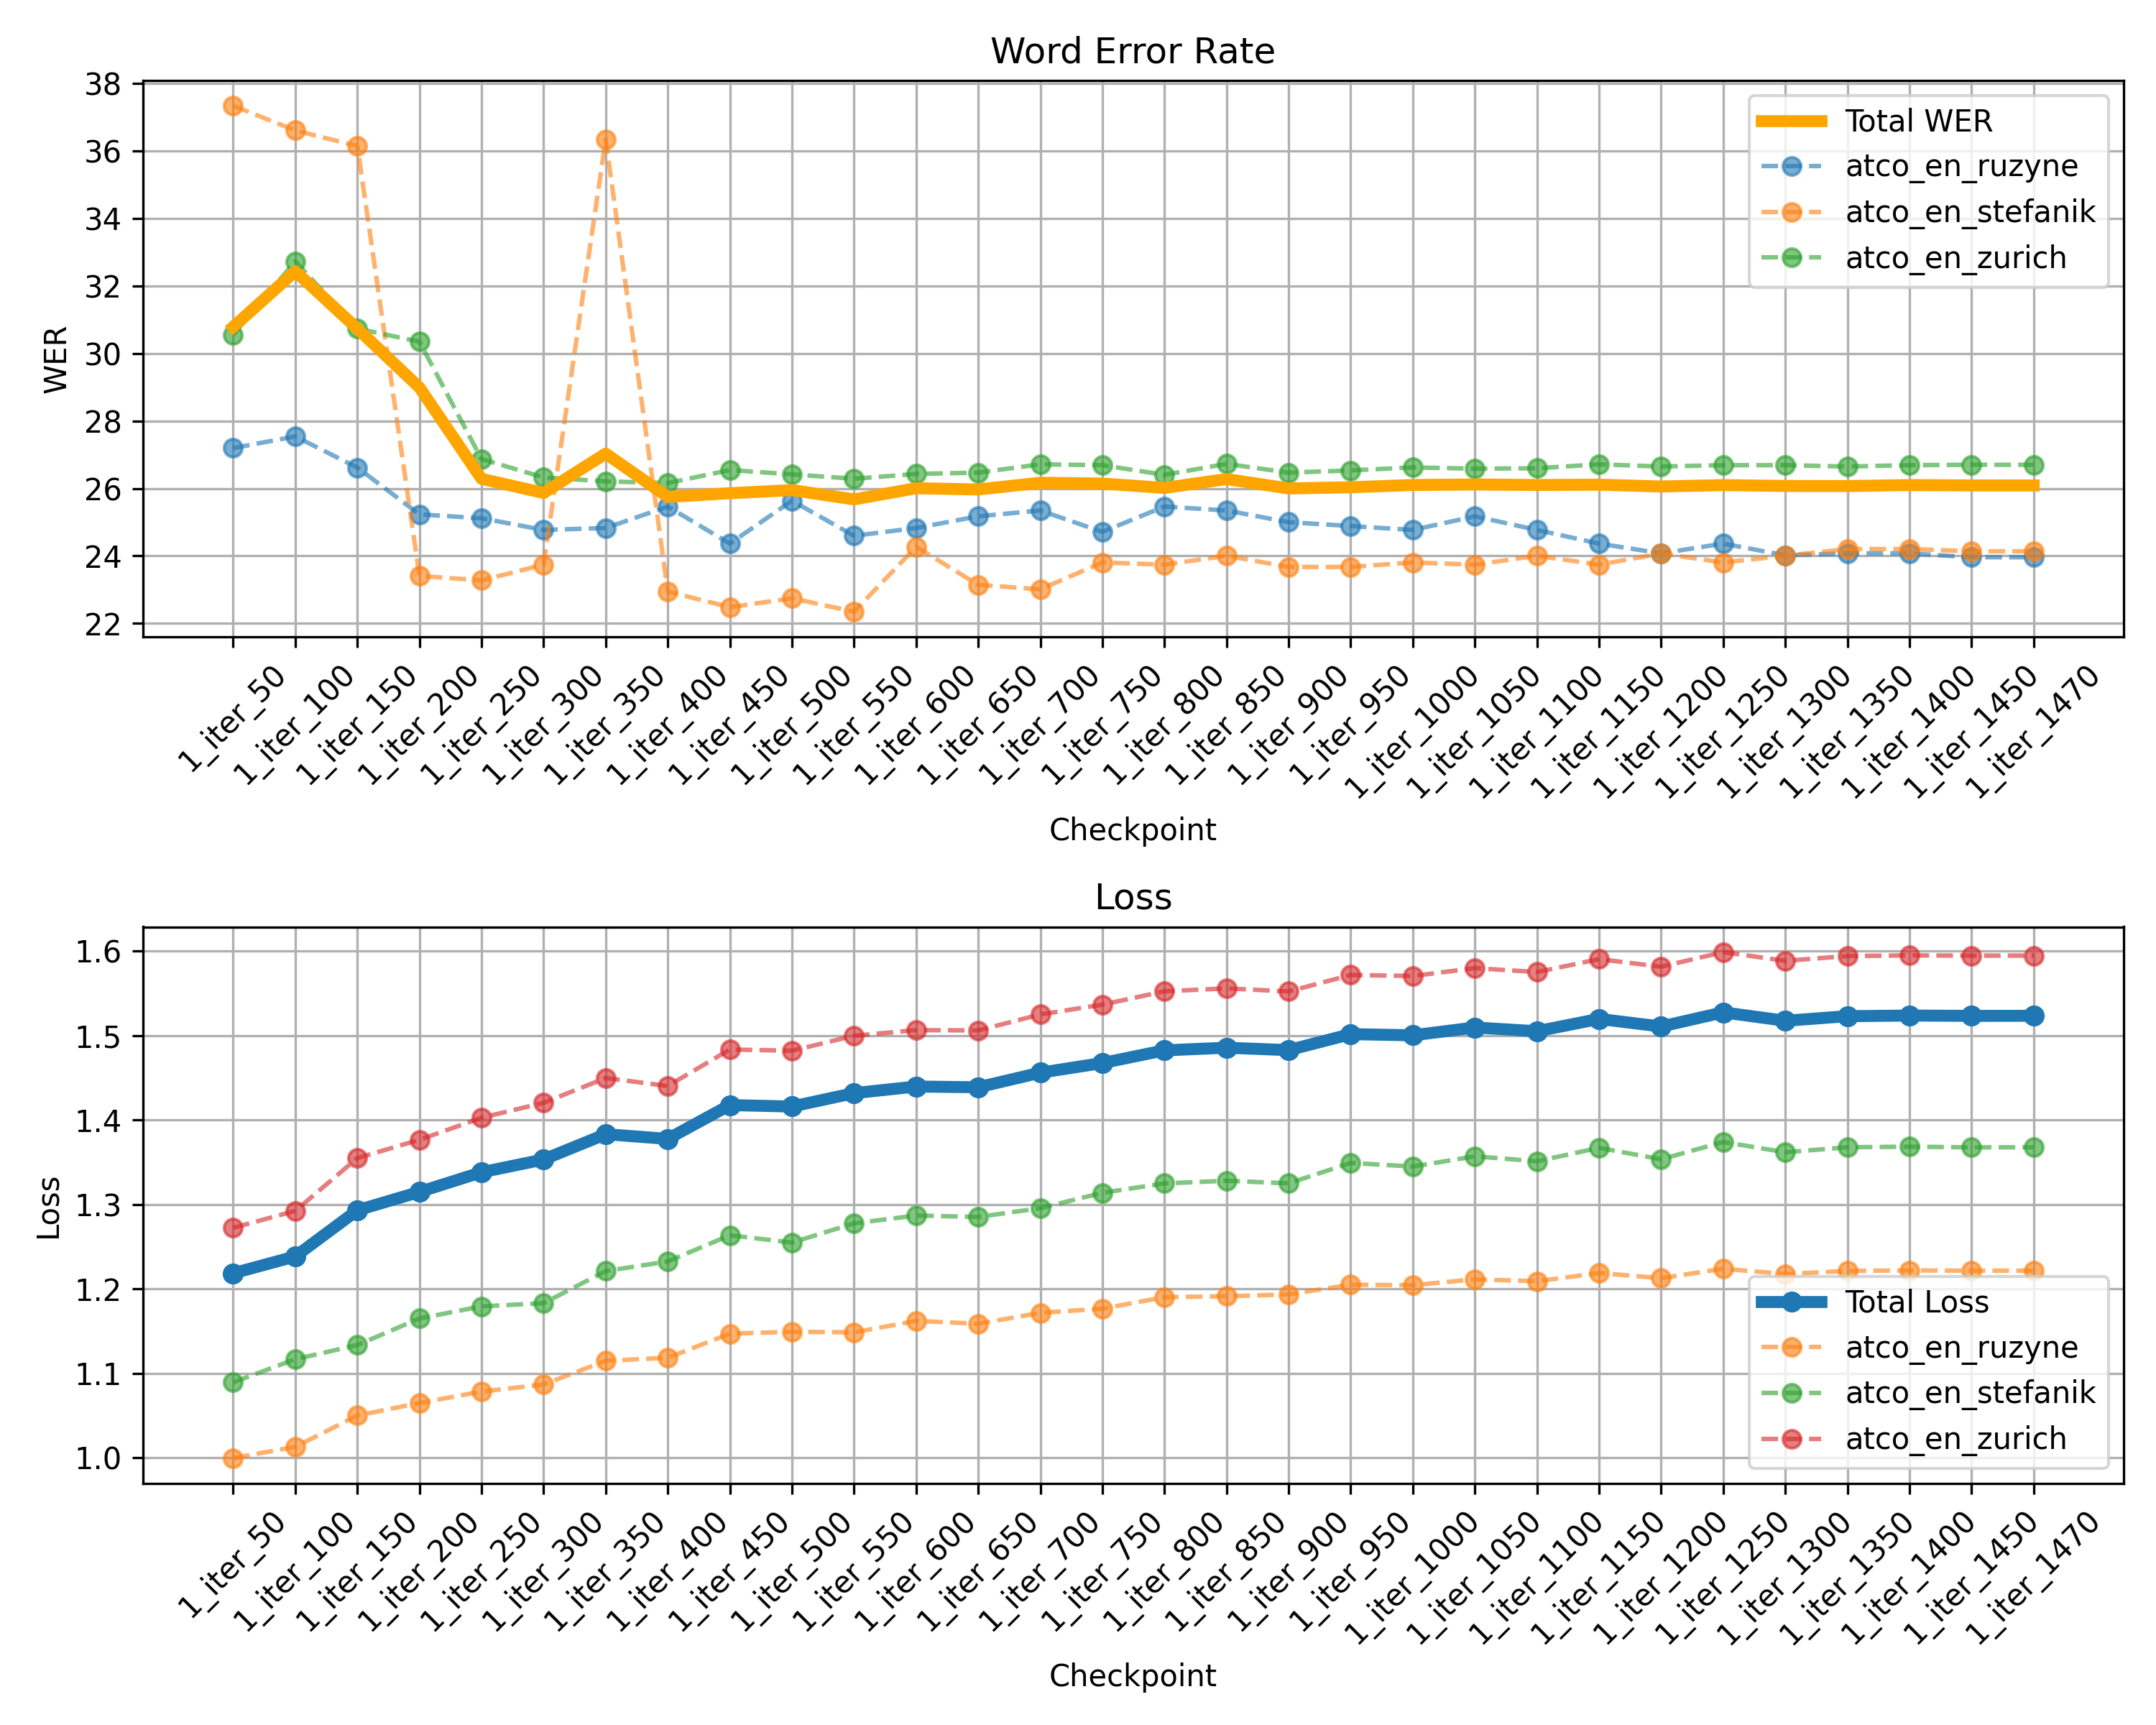 Word Error Rate
38
36
34
32
30
28
26
24
22
WER
Total WER
atco_en_ruzyne
atco_en_stefanik
atco_en_zurich
1_iter_50
1_iter_100
1_iter_150
1_iter_200
1_iter_250
1_iter_300
1_iter_350
1_iter_400
1_iter_450
1_iter_500
1_iter_550
1_iter_600
1_iter_650
1_iter_700
1_iter_750
1_iter_800
1_iter_850
1_iter_900
1_iter_950
1_iter_1000
1_iter_1050
1_iter_1100
1_iter_1150
1_iter_1200
1_iter_1250
1_iter_1300
1_iter_1350
1_iter_1400
1_iter_1450
1_iter_1470
Checkpoint
Loss
1.6
1.5
1.4
1.3
1.2
1.1
1.0
Loss
Total Loss
atco_en_ruzyne
atco_en_stefanik
atco_en_zurich
1_iter_50
1_iter_100
1_iter_150
1_iter_200
1_iter_250
1_iter_300
1_iter_350
1_iter_400
1_iter_450
1_iter_500
1_iter_550
1_iter_600
1_iter_650
1_iter_700
1_iter_750
1_iter_800
1_iter_850
1_iter_900
1_iter_950
1_iter_1000
1_iter_1050
1_iter_1100
1_iter_1150
1_iter_1200
1_iter_1250
1_iter_1300
1_iter_1350
1_iter_1400
1_iter_1450
1_iter_1470
Checkpoint